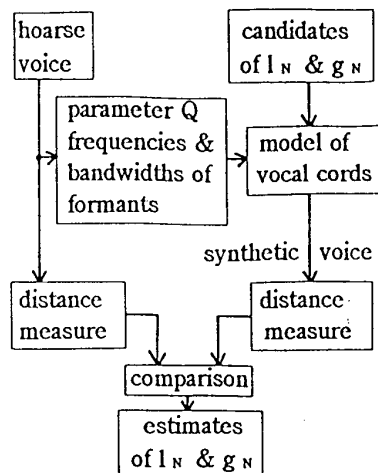 hoarse
voice
candidates
of l N & g N
parameter Q
frequencies &
bandwidths of
formants
model of
vocal cords
synthetic voice
distance
measure
distance
measure
comparison
estimates
of l N & g N